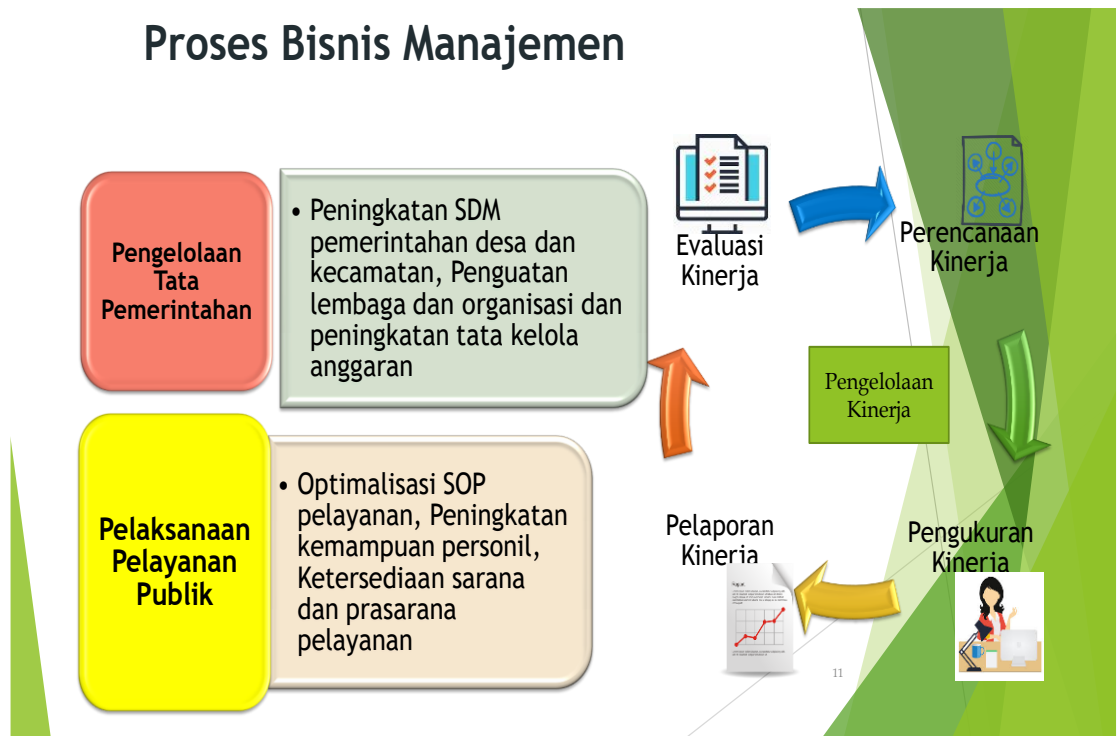 Proses Bisnis Manajemen
Pengelolaan
Tata
Pemerintahan
• Peningkatan SDM
pemerintahan desa dan
kecamatan, Penguatan
lembaga dan organisasi dan
peningkatan tata kelola
anggaran
Pelaksanaan
Pelayanan
Publik
• Optimalisasi SOP
pelayanan, Peningkatan
kemampuan personil,
Ketersediaan sarana
dan prasarana
pelayanan
Evaluasi
Kinerja
Perencanaan
Kinerja
Pengelolaan
Kinerja
Pelaporan
Kinerja
Pengukuran
Kinerja
11